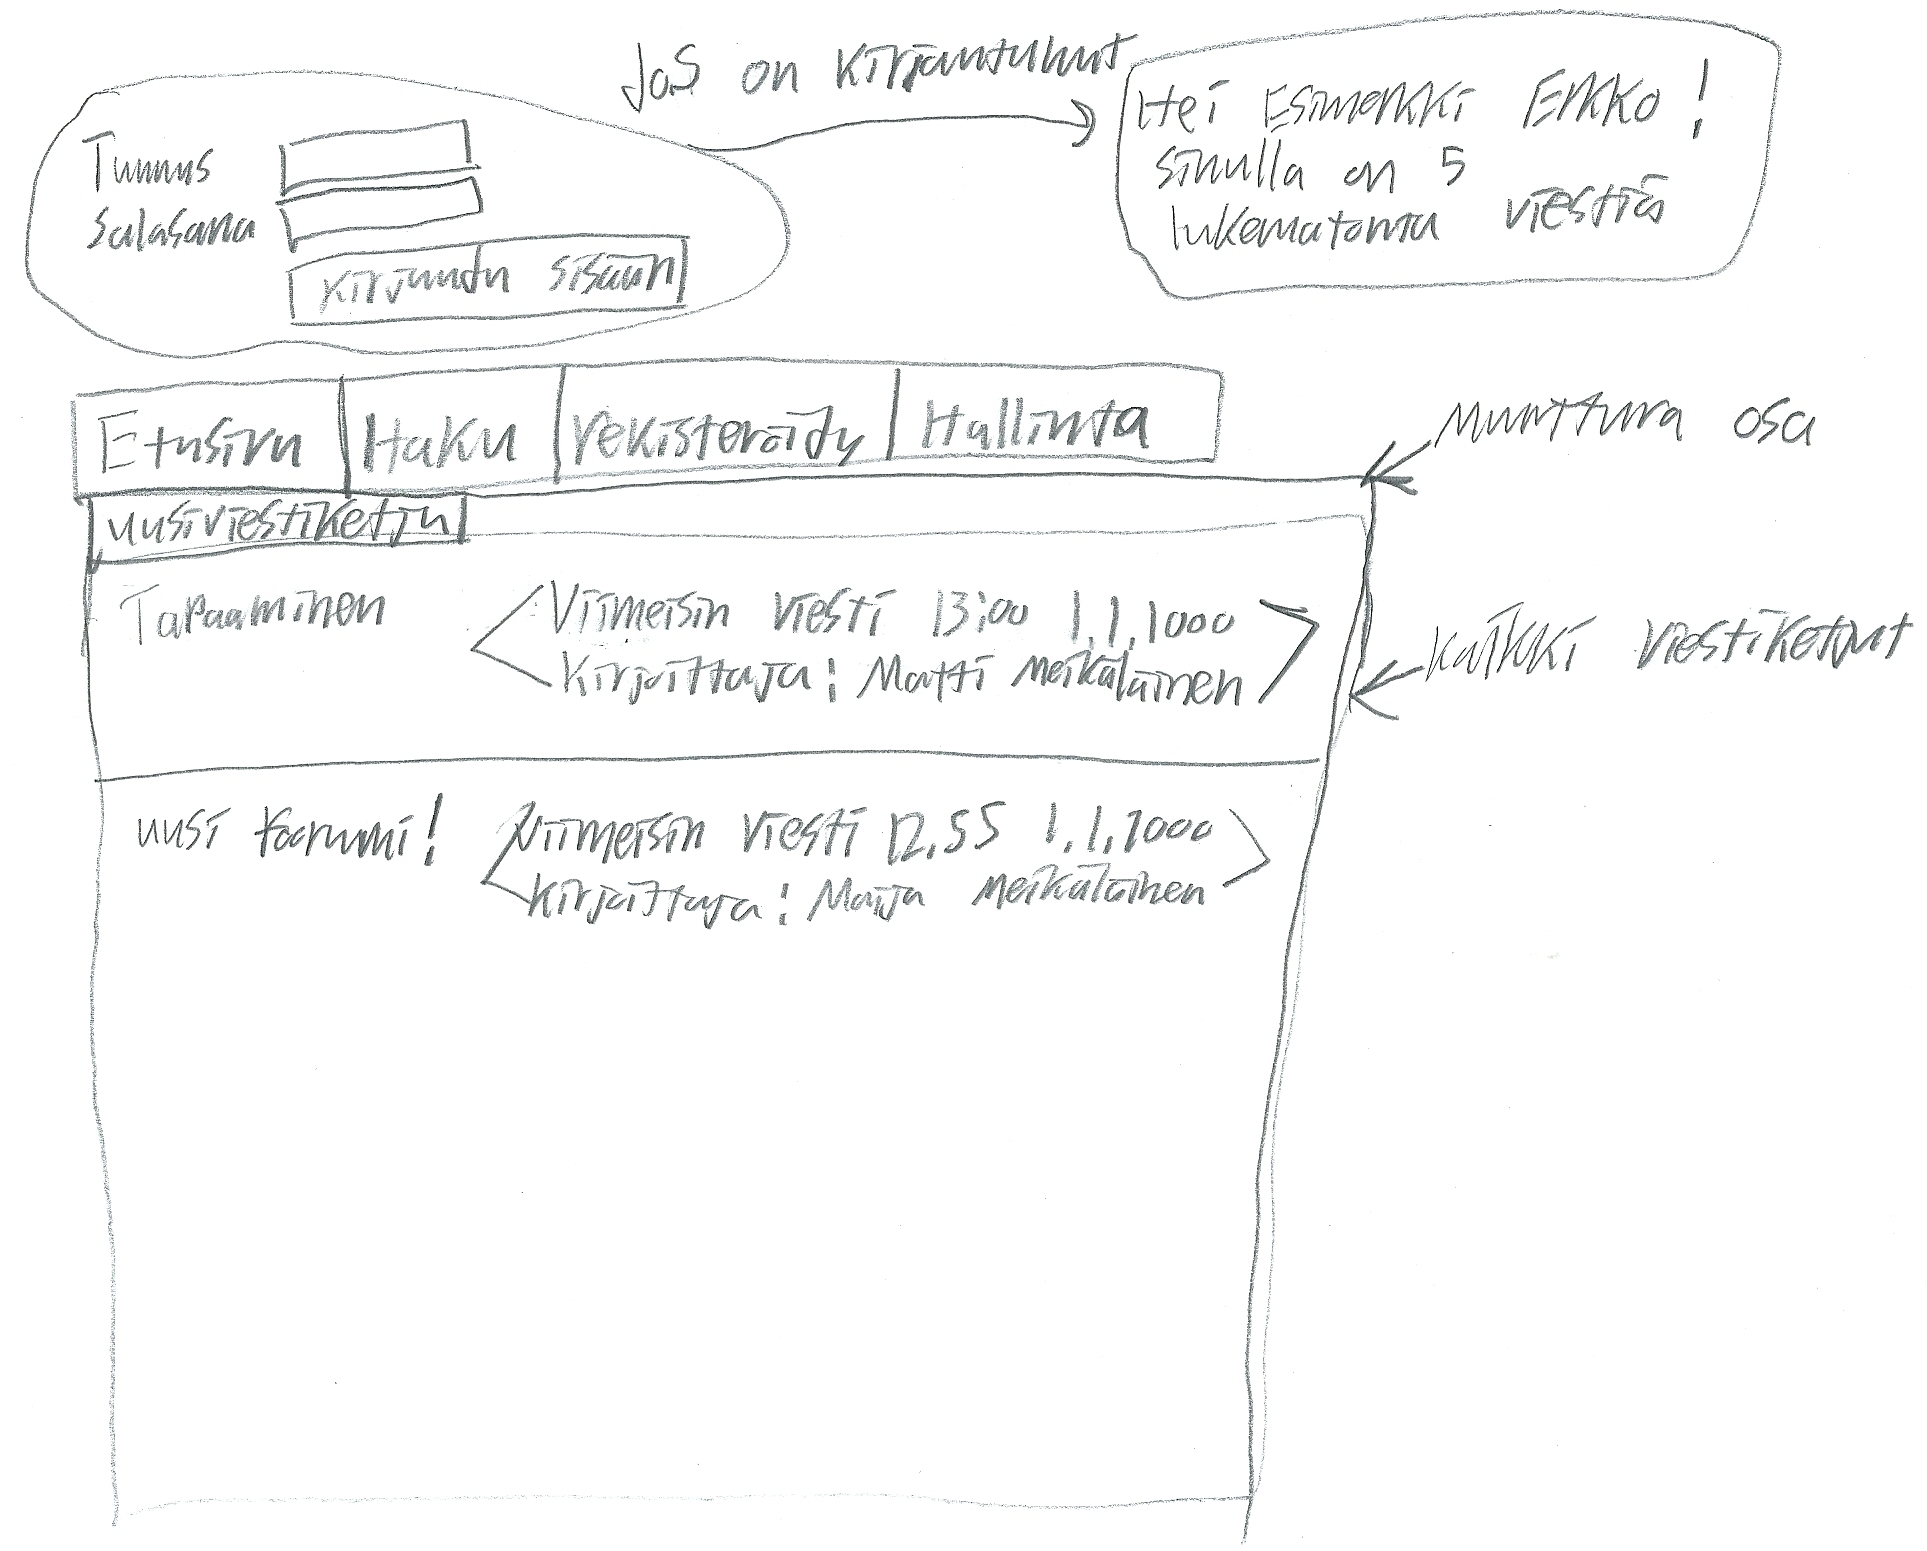 Jos on kirjautunut
Tunnus
Salasana
Kirjaudu sisään
Hei Esimerkki Erkko!
sinulla on 5
lukematonta viestiä
Etusivu Haku rekisteröidy Hallinta
muuttuva osa
uusi viestiketju
Tapaaminen
Viimeisin viesti 13:00 1.1.1000
Kirjoittaja: Matti meikäläinen
kaikki viestiketjut
uusi foorumi!
Viimeisin viesti 12.55 1.1.1000
Kirjoittaja: Maija meikäläinen